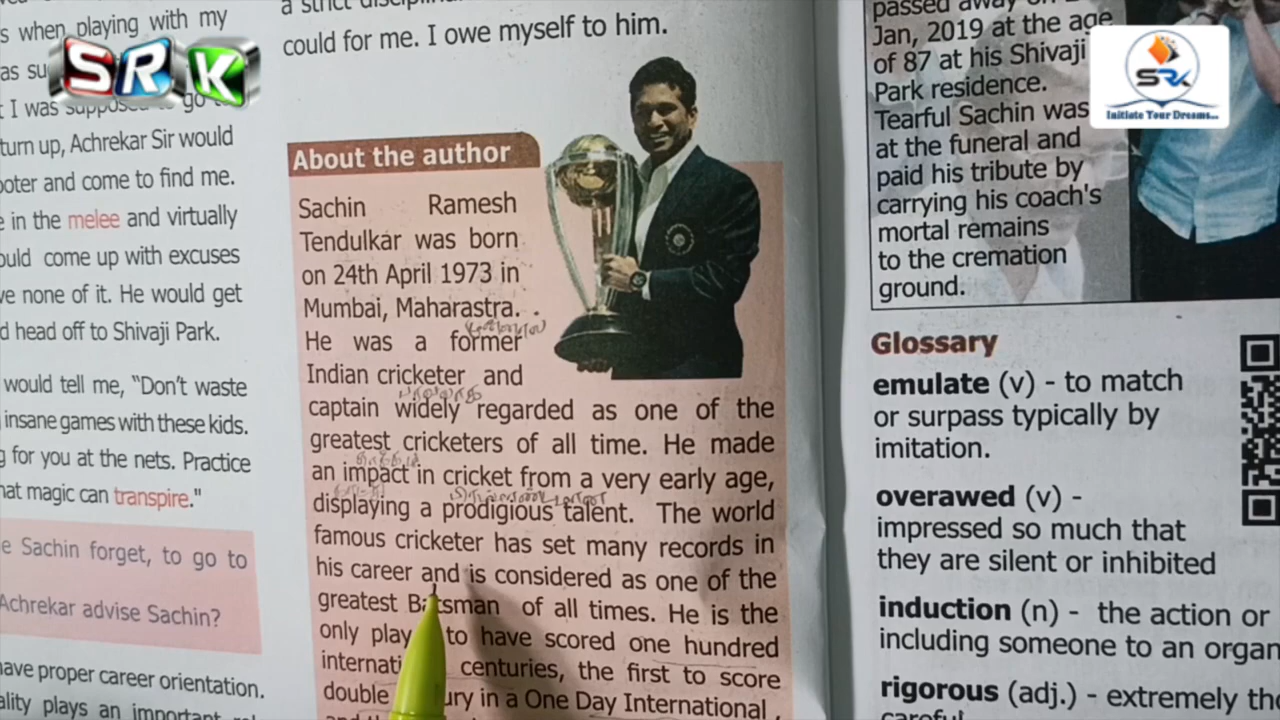 s when playing with my
as su
I was supposed to go to
turn up, Achrekar Sir would
ooter and come to find me.
e in the melee and virtually
ould come up with excuses
ve none of it. He would get
d head off to Shivaji Park.
would tell me, "Don't waste
insane games with these kids.
g for you at the nets. Practice
hat magic can transpire."
e Sachin forget, to go to
Achrekar advise Sachin?
have proper career orientation.
ality plays an important
SRK
a strict
could for me. I owe myself to him.
About the author
Sachin Ramesh
Tendulkar was born
on 24th April 1973 in
Mumbai, Maharastra.
He was a former
Indian cricketer and
captain widely regarded as one of the
greatest cricketers of all time. He made
an impact in cricket from a very early age,
displaying a prodigious talent. The world
famous cricketer has set many records in
his career and is considered as one of the
greatest Batsman of all times. He is the
only play to have scored one hundred
internati centuries, the first to score
double ury in a One Day International,
passed away on
Jan, 2019 at the age
of 87 at his Shivaji
Park residence.
Tearful Sachin was
at the funeral and
paid his tribute by
carrying his coach's
mortal remains
to the cremation
ground.
SRK
Initiate Your Dreams...
Glossary
emulate (v) - to match
or surpass typically by
imitation.
overawed (v) -
impressed so much that
they are silent or inhibited
induction (n) - the action or
including someone to an organ
rigorous (adj.) - extremely tho
careful